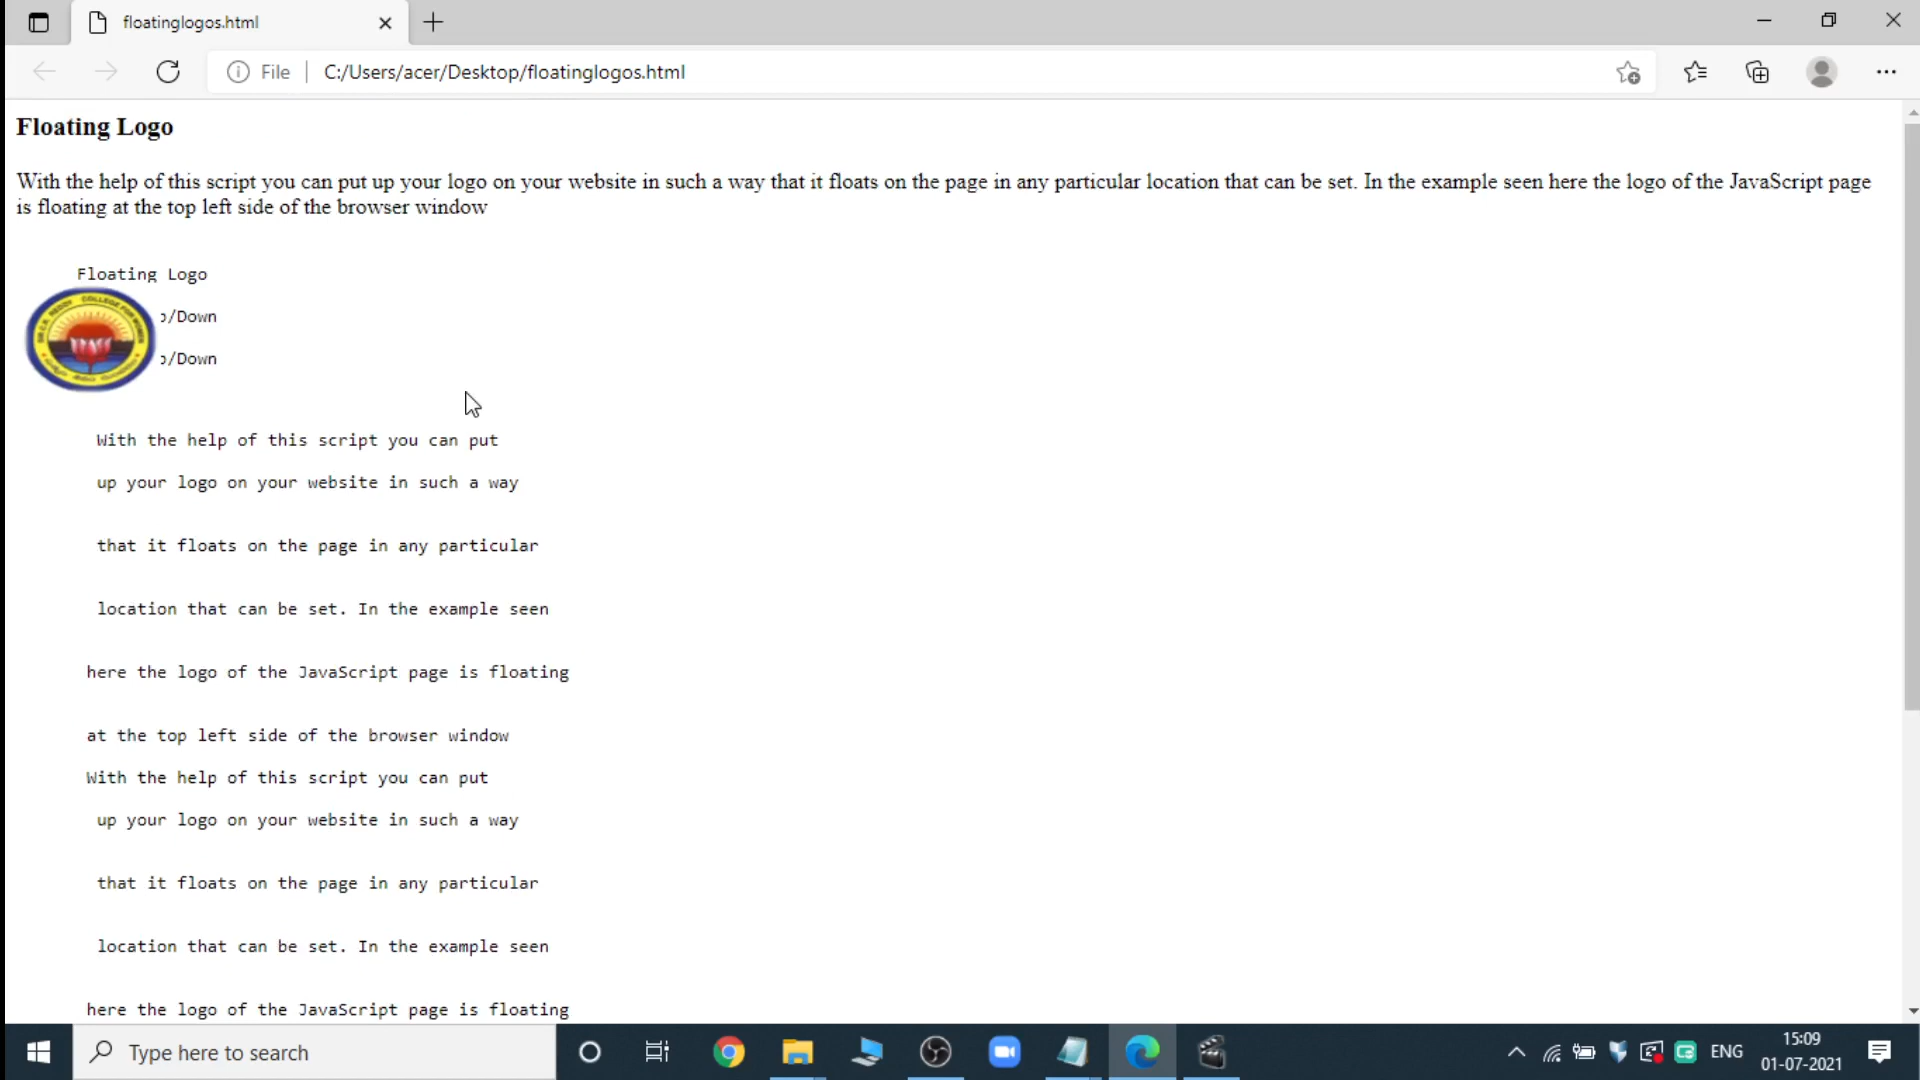 floatinglogos.html
File
C:/Users/acer/Desktop/floatinglogos.html
Floating Logo
With the help of this script you can put up your logo on your website in such a way that it floats on the page in any particular location that can be set. In the example seen here the logo of the JavaScript page
is floating at the top left side of the browser window
Floating Logo
/Down
/Down
With the help of this script you can put
up your logo on your website in such a way
that it floats on the page in any particular
location that can be set. In the example seen
here the logo of the JavaScript page is floating
at the top left side of the browser window
With the help of this script you can put
up your logo on your website in such a way
that it floats on the page in any particular
location that can be set. In the example seen
here the logo of the JavaScript page is floating
Type here to search
ENG
15:09
01-07-2021